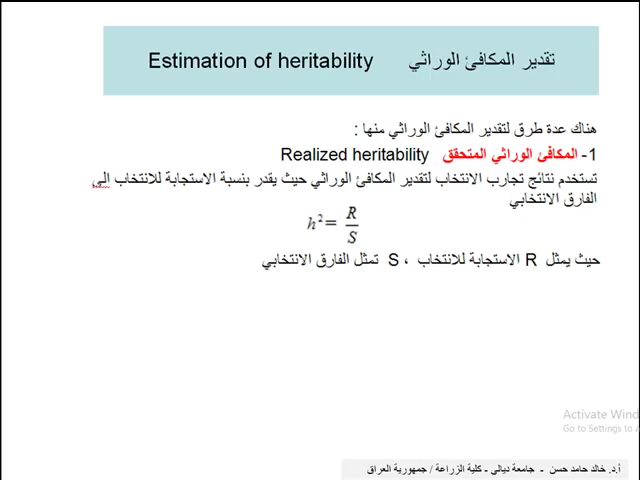 تقدير المكافئ الوراثي Estimation of heritability
هناك عدة طرق لتقدير المكافئ الوراثي منها :
1- المكافئ الوراثي المتحقق Realized heritability
تستخدم نتائج تجارب الانتخاب لتقدير المكافئ الوراثي حيث يقدر بنسبة الاستجابة للانتخاب الى
الفارق الانتخابي
h² = R/S
حيث يمثل R الاستجابة للانتخاب ، S تمثل الفارق الانتخابي
Activate Wind
Go to Settings to a
أ.د. خالد حامد حسن - جامعة ديالى - كلية الزراعة / جمهورية العراق